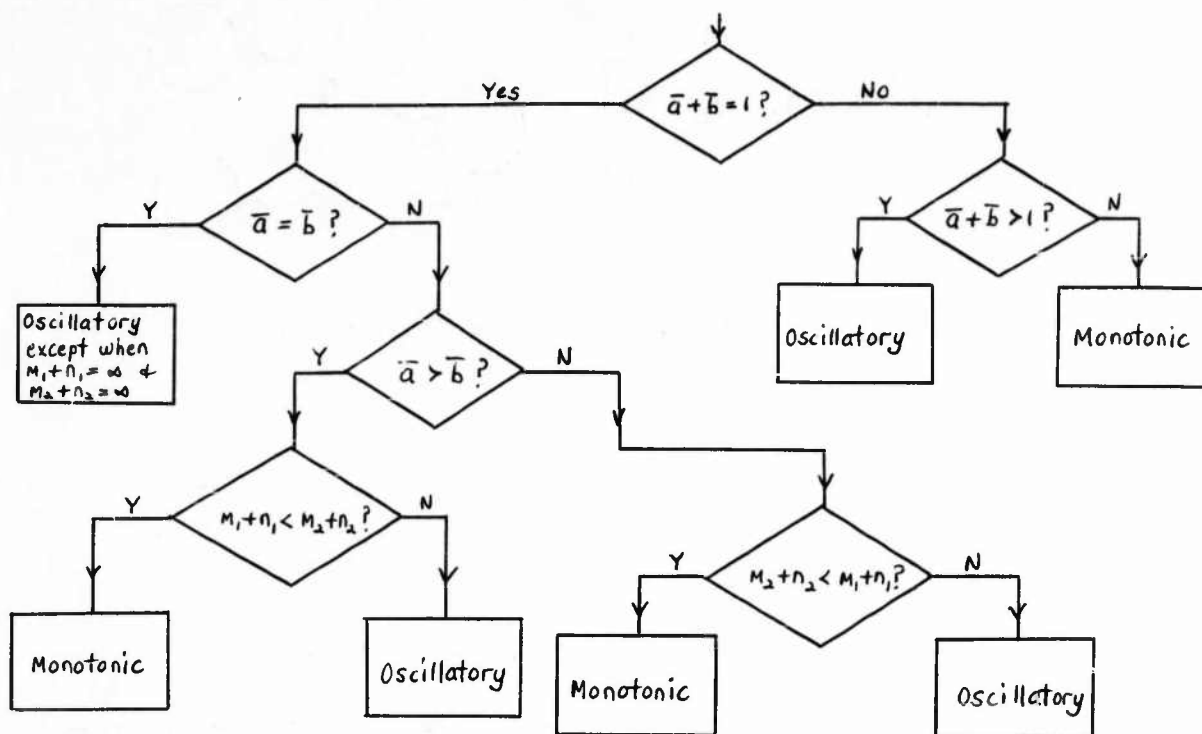 Yes
a̅ + b̅ = 1 ?
NO
Y
a̅ = b̅ ?
N
Y
a̅ + b̅ > 1 ?
N
Oscillatory
except when
m₁ + n₁ = ∞ &
m₂ + n₂ = ∞
Y
a̅ > b̅ ?
N
Oscillatory
Monotonic
Y
m₁ + n₁ < m₂ + n₂ ?
N
Y
m₂ + n₂ < m₁ + n₁ ?
N
Monotonic
Oscillatory
Monotonic
Oscillatory